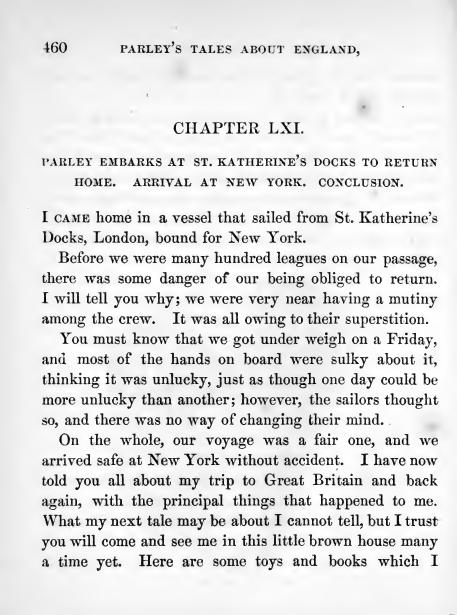 460 PARLEY'S TALES ABOUT ENGLAND,
CHAPTER LXI.
PARLEY EMBARKS AT ST. KATHERINE'S DOCKS TO RETURN
HOME. ARRIVAL AT NEW YORK. CONCLUSION.
I CAME home in a vessel that sailed from St. Katherine's
Docks, London, bound for New York.
Before we were many hundred leagues on our passage,
there was some danger of our being obliged to return.
I will tell you why; we were very near having a mutiny
among the crew. It was all owing to their superstition.
You must know that we got under weigh on a Friday,
and most of the hands on board were sulky about it,
thinking it was unlucky, just as though one day could be
more unlucky than another; however, the sailors thought
so, and there was no way of changing their mind.
On the whole, our voyage was a fair one, and we
arrived safe at New York without accident. I have now
told you all about my trip to Great Britain and back
again, with the principal things that happened to me.
What my next tale may be about I cannot tell, but I trust
you will come and see me in this little brown house many
a time yet. Here are some toys and books which I